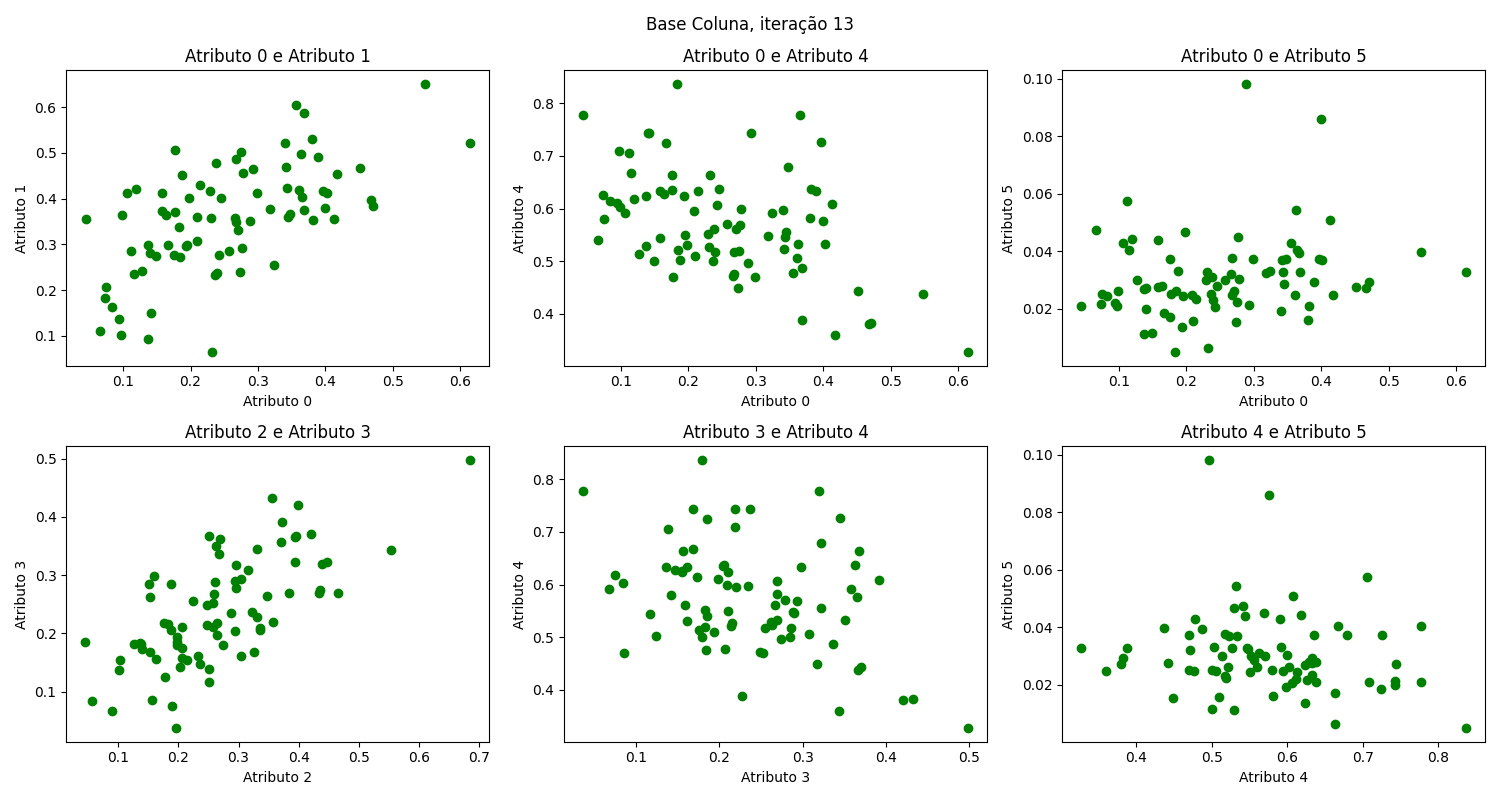 Base Coluna, iteração 13
Atributo 0 e Atributo 1
Atributo 1
0.6
0.5
0.4
0.3
0.2
0.1
0.1 0.2 0.3 0.4 0.5 0.6
Atributo 0
Atributo 0 e Atributo 4
Atributo 4
0.8
0.7
0.6
0.5
0.4
0.1 0.2 0.3 0.4 0.5 0.6
Atributo 0
Atributo 0 e Atributo 5
Atributo 5
0.10
0.08
0.06
0.04
0.02
0.1 0.2 0.3 0.4 0.5 0.6
Atributo 0
Atributo 2 e Atributo 3
Atributo 3
0.5
0.4
0.3
0.2
0.1
0.1 0.2 0.3 0.4 0.5 0.6 0.7
Atributo 2
Atributo 3 e Atributo 4
Atributo 4
0.8
0.7
0.6
0.5
0.4
0.1 0.2 0.3 0.4 0.5
Atributo 3
Atributo 4 e Atributo 5
Atributo 5
0.10
0.08
0.06
0.04
0.02
0.4 0.5 0.6 0.7 0.8
Atributo 4